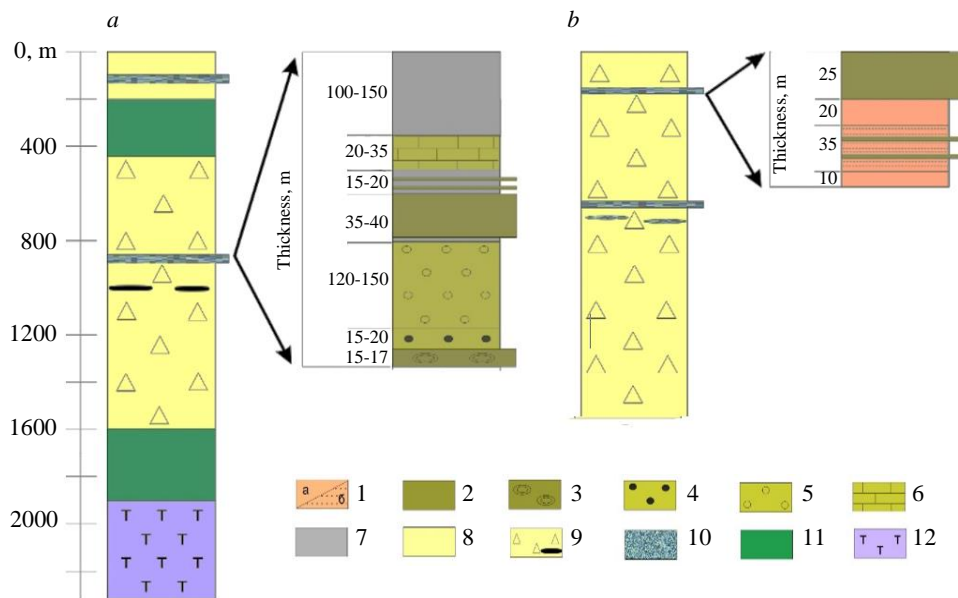 a
b
0, m
400
800
1200
1600
2000
Thickness, m
100-150
20-35
15-20
35-40
120-150
15-20
15-17
Thickness, m
25
20
35
10
а
б
1
2
3
4
5
6
7
8
9
10
11
12
T T T
T T
T T T
T T
T T
T